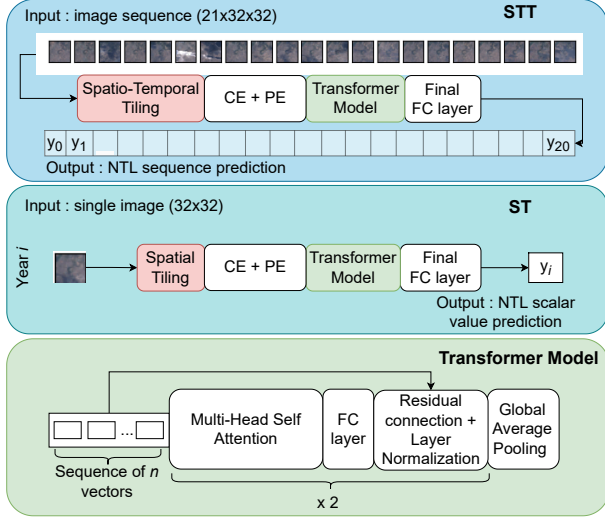 Input : image sequence (21x32x32)
STT
Spatio-Temporal
Tiling
CE + PE
Transformer
Model
Final
FC layer
y0 y1 y20
Output : NTL sequence prediction
Input : single image (32x32)
ST
Year i
Spatial
Tiling
CE + PE
Transformer
Model
Final
FC layer
yi
Output : NTL scalar
value prediction
Transformer Model
...
Sequence of n
vectors
Multi-Head Self
Attention
FC
layer
Residual
connection +
Layer
Normalization
Global
Average
Pooling
x 2